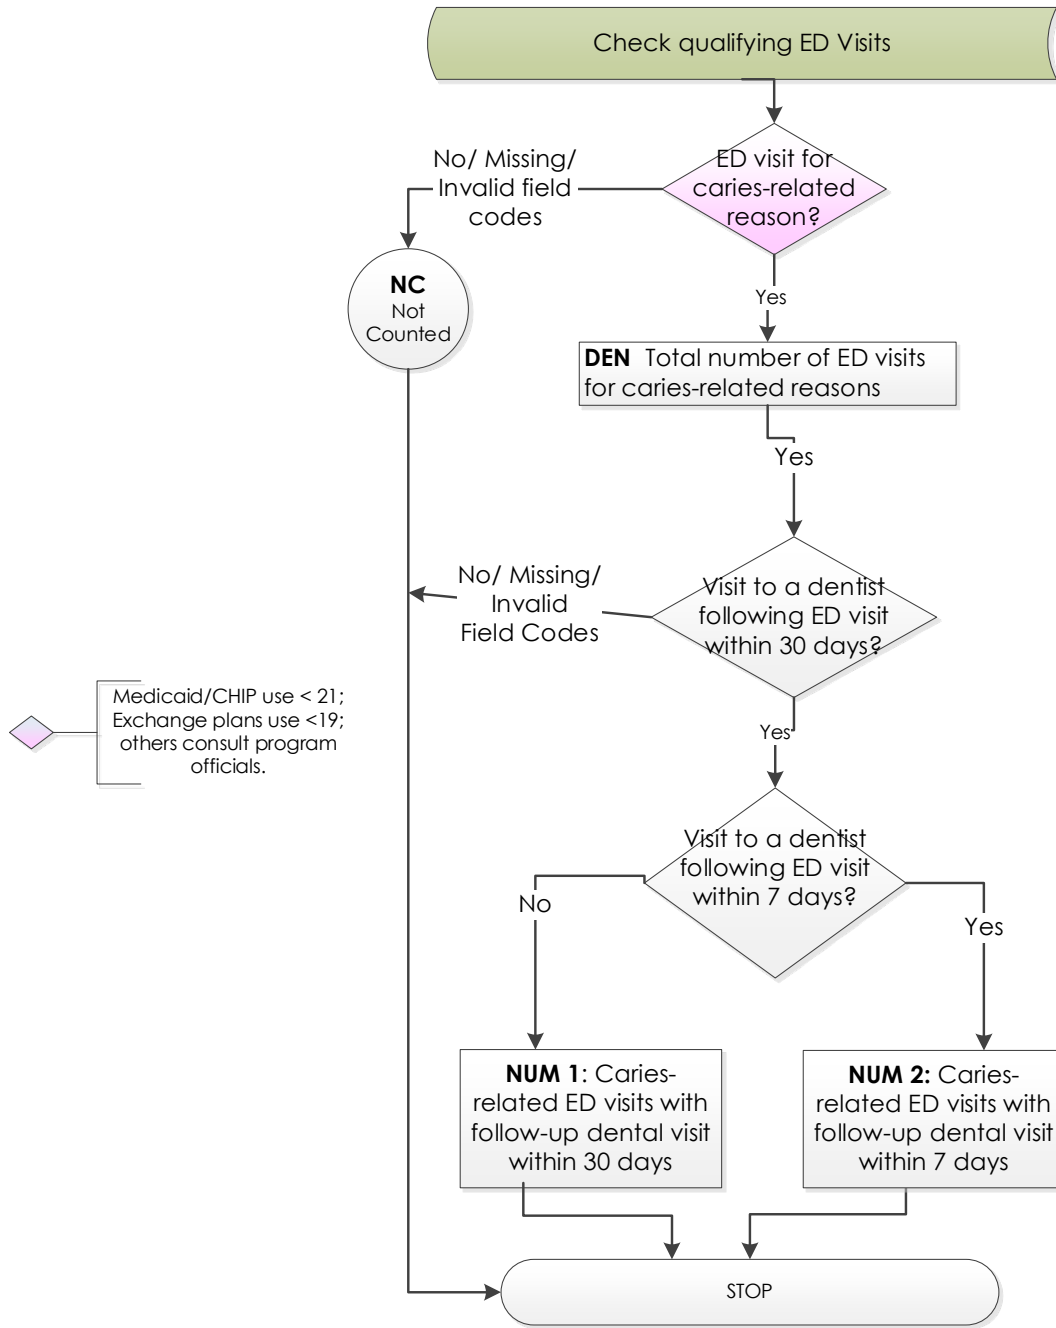 Check qualifying ED Visits
ED visit for
caries-related
reason?
No/ Missing/
Invalid field
codes
NC
Not
Counted
Yes
DEN Total number of ED visits
for caries-related reasons
Yes
Visit to a dentist
following ED visit
within 30 days?
No/ Missing/
Invalid
Field Codes
Medicaid/CHIP use < 21;
Exchange plans use <19;
others consult program
officials.
Yes
Visit to a dentist
following ED visit
within 7 days?
No
Yes
NUM 1: Caries-
related ED visits with
follow-up dental visit
within 30 days
NUM 2: Caries-
related ED visits with
follow-up dental visit
within 7 days
STOP